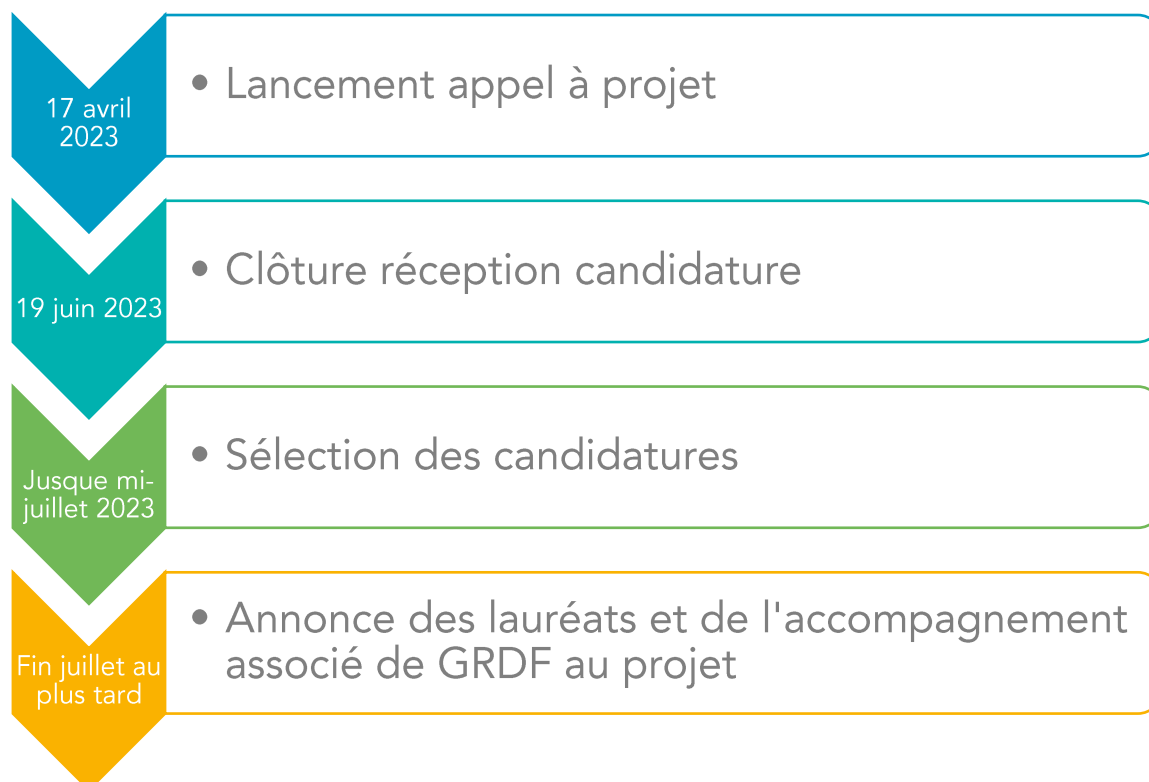 17 avril
2023
• Lancement appel à projet
19 juin 2023
• Clôture réception candidature
Jusque mi-
juillet 2023
• Sélection des candidatures
Fin juillet au
plus tard
• Annonce des lauréats et de l'accompagnement
associé de GRDF au projet